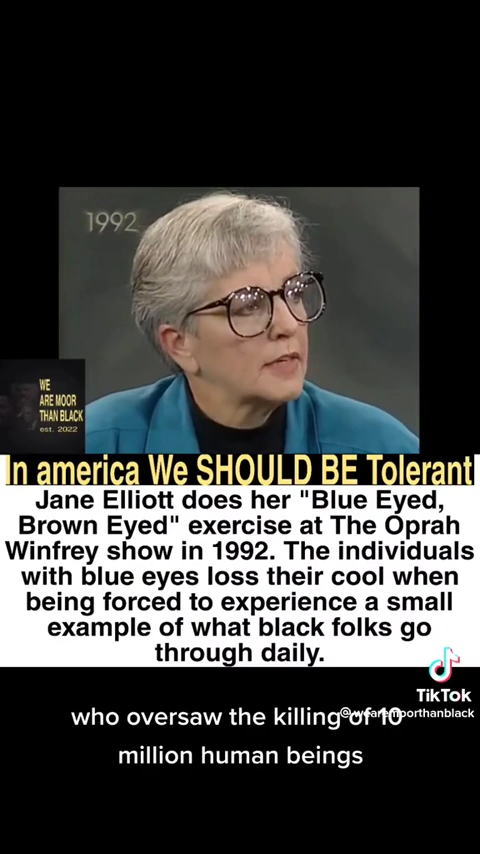 1992
WE
ARE MOOR
THAN BLACK
est. 2022
In america We SHOULD BE Tolerant
Jane Elliott does her "Blue Eyed,
Brown Eyed" exercise at The Oprah
Winfrey show in 1992. The individuals
with blue eyes loss their cool when
being forced to experience a small
example of what black folks go
through daily.
TikTok
@wearemoorthanblack
who oversaw the killing of 10
million human beings